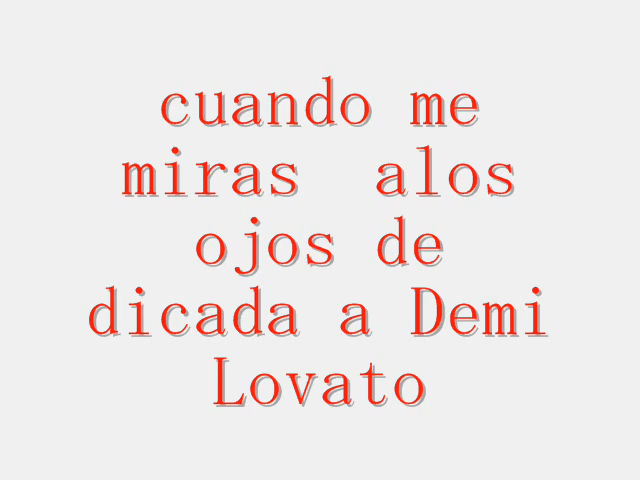 cuando me
miras  alos
ojos de
dicada a Demi
Lovato